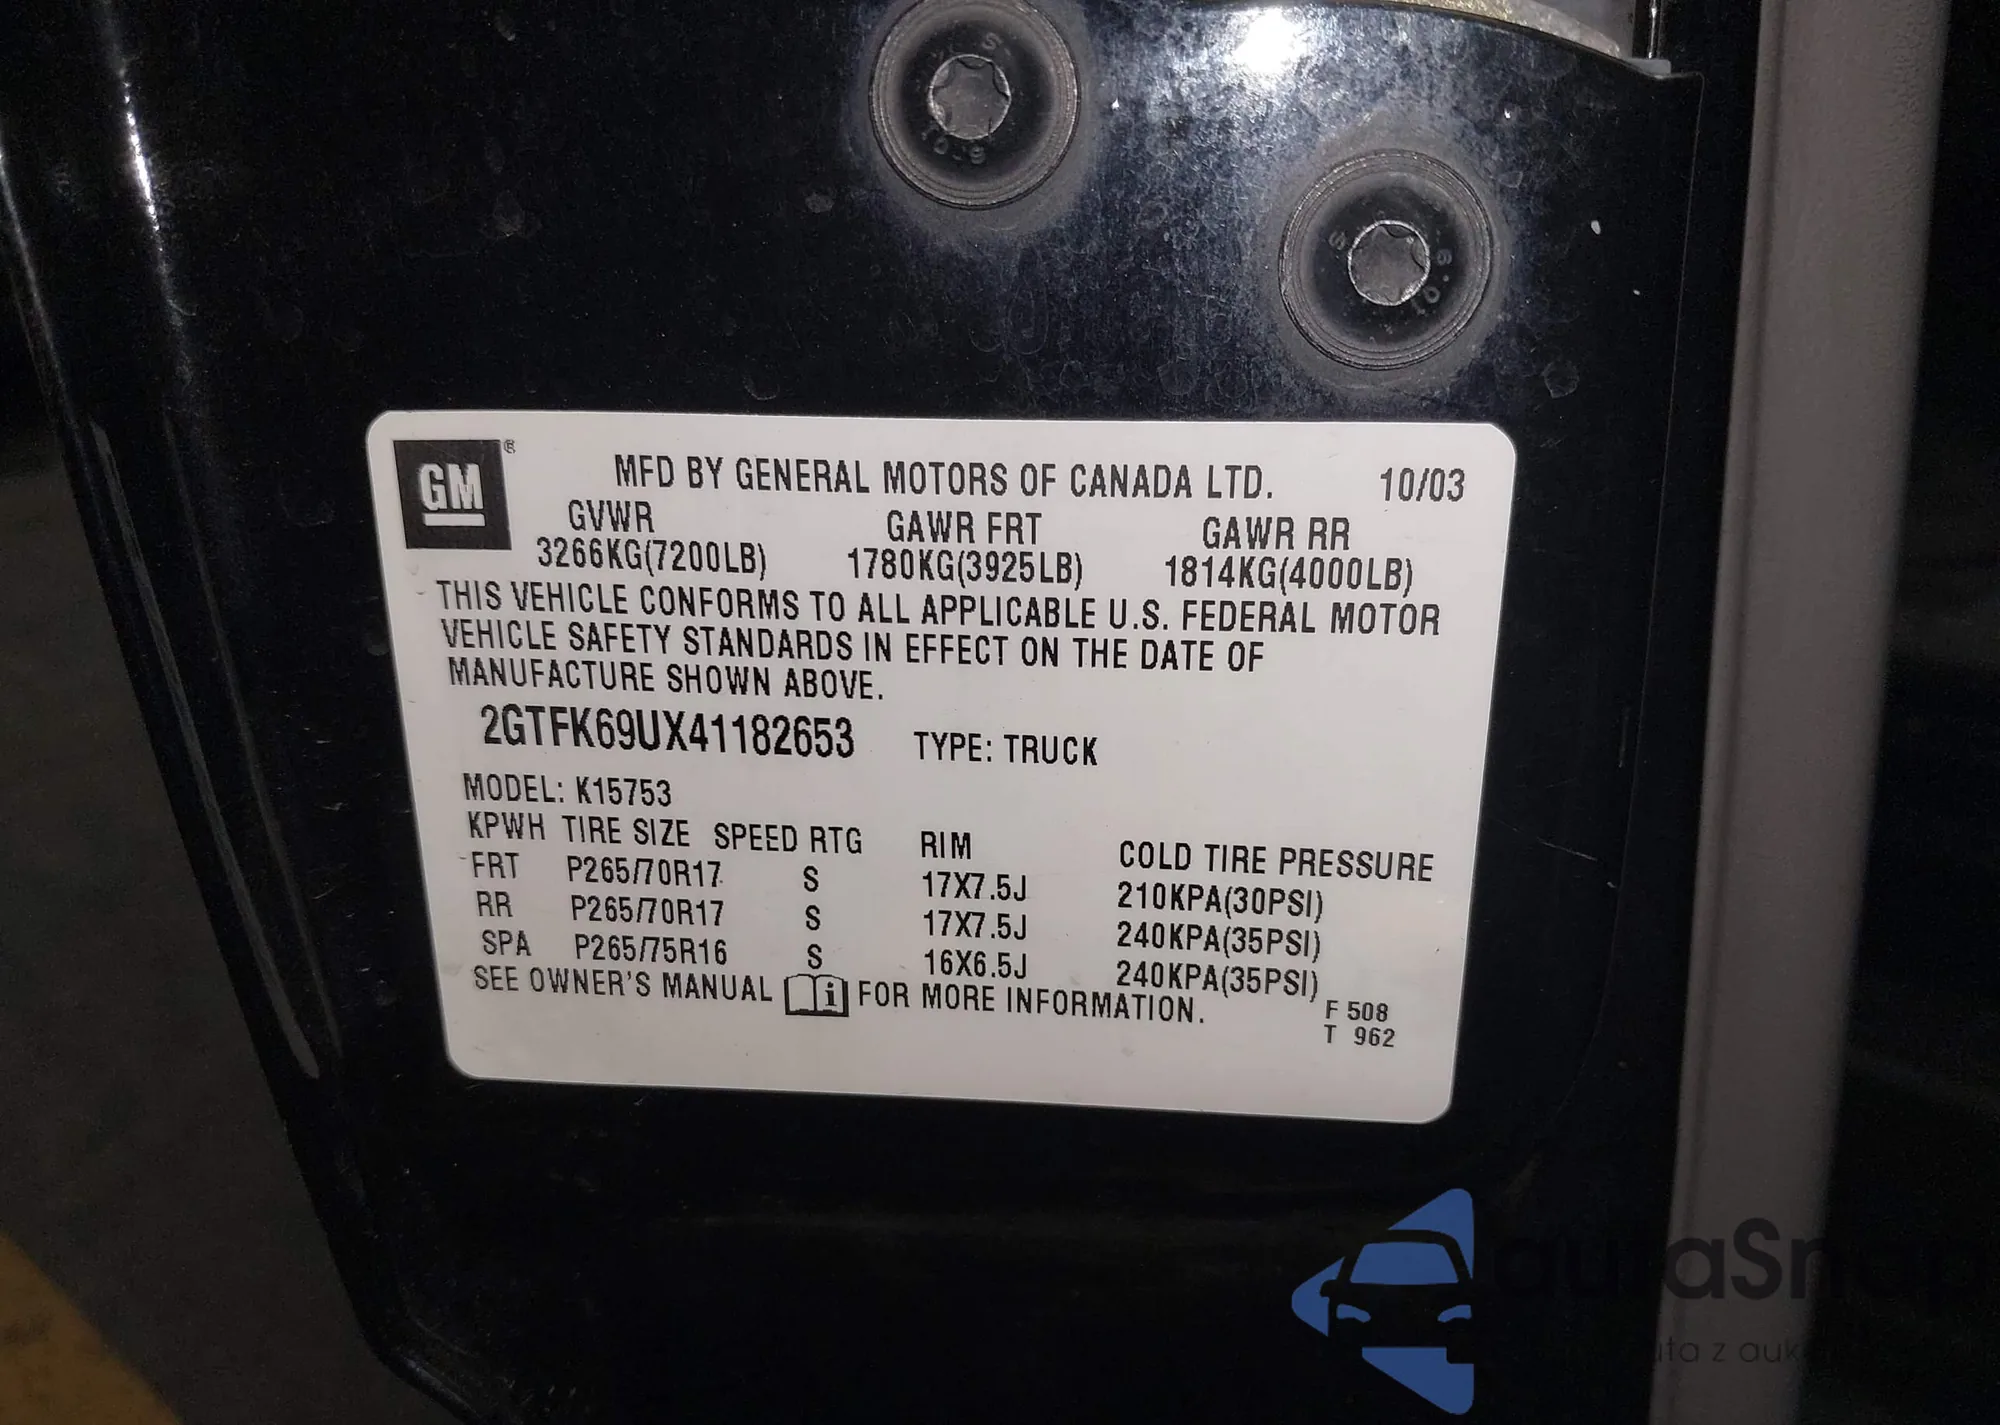 GM ®
MFD BY GENERAL MOTORS OF CANADA LTD. 10/03
GVWR GAWR FRT GAWR RR
3266KG(7200LB) 1780KG(3925LB) 1814KG(4000LB)
THIS VEHICLE CONFORMS TO ALL APPLICABLE U.S. FEDERAL MOTOR
VEHICLE SAFETY STANDARDS IN EFFECT ON THE DATE OF
MANUFACTURE SHOWN ABOVE.
2GTFK69UX41182653 TYPE: TRUCK
MODEL: K15753
KPWH TIRE SIZE SPEED RTG RIM COLD TIRE PRESSURE
FRT P265/70R17 S 17X7.5J 210KPA(30PSI)
RR P265/70R17 S 17X7.5J 240KPA(35PSI)
SPA P265/75R16 S 16X6.5J 240KPA(35PSI)
SEE OWNER'S MANUAL i FOR MORE INFORMATION.
F 508
T 962